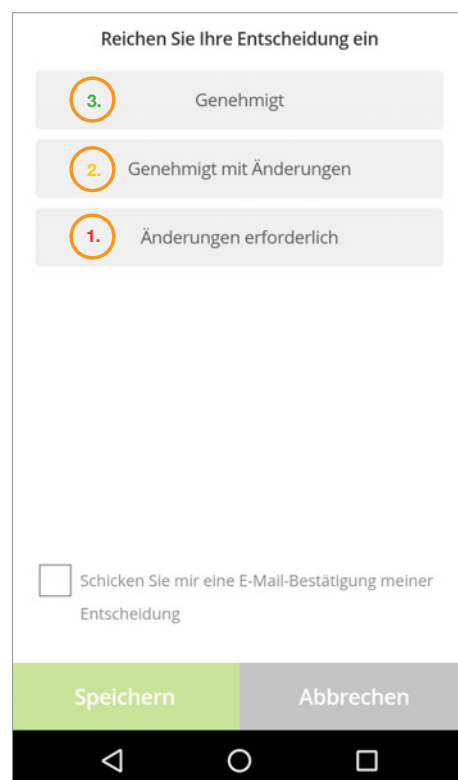 Reichen Sie Ihre Entscheidung ein
3. Genehmigt
2. Genehmigt mit Änderungen
1. Änderungen erforderlich
Schicken Sie mir eine E-Mail-Bestätigung meiner
Entscheidung
Speichern Abbrechen